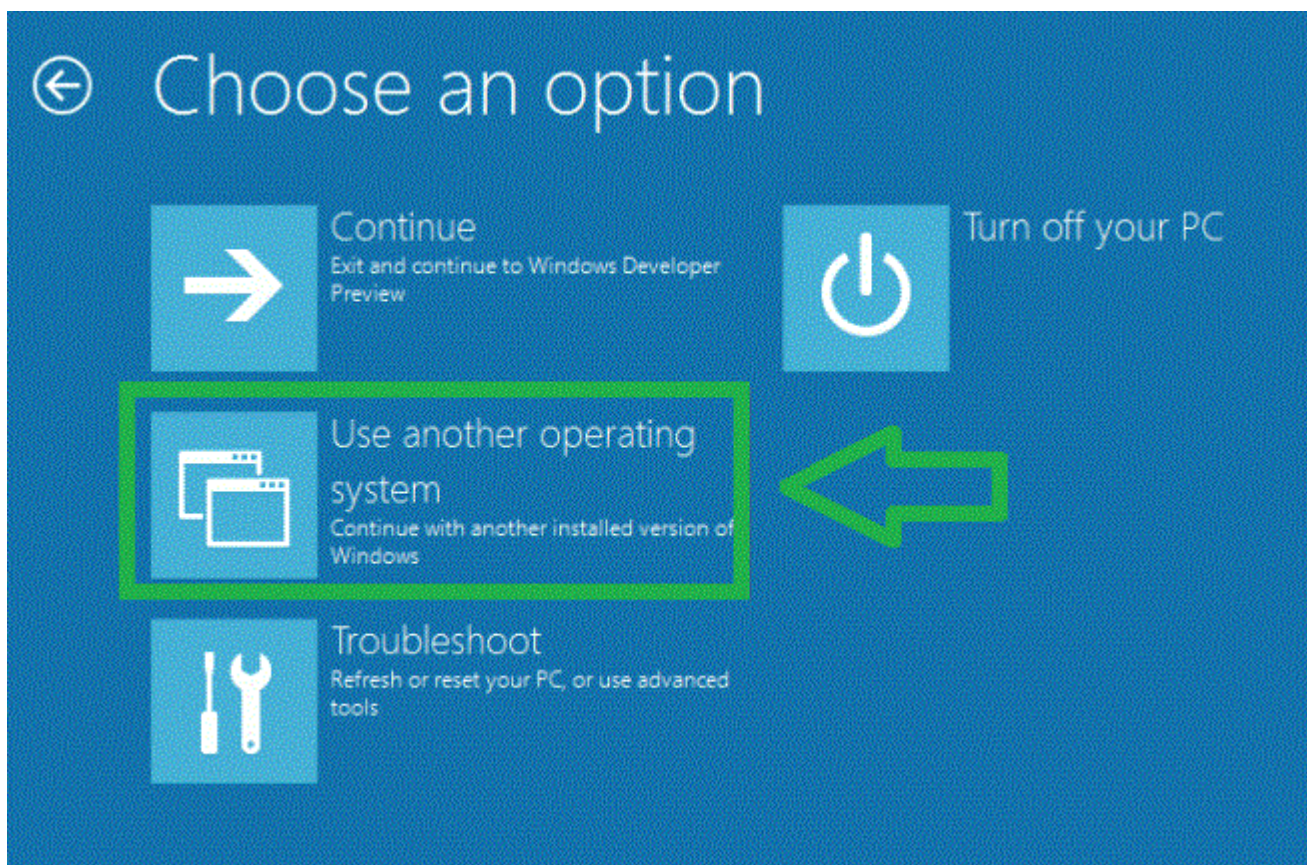 Choose an option
Continue
Exit and continue to Windows Developer
Preview
Turn off your PC
Use another operating
system
Continue with another installed version of
Windows
Troubleshoot
Refresh or reset your PC, or use advanced
tools